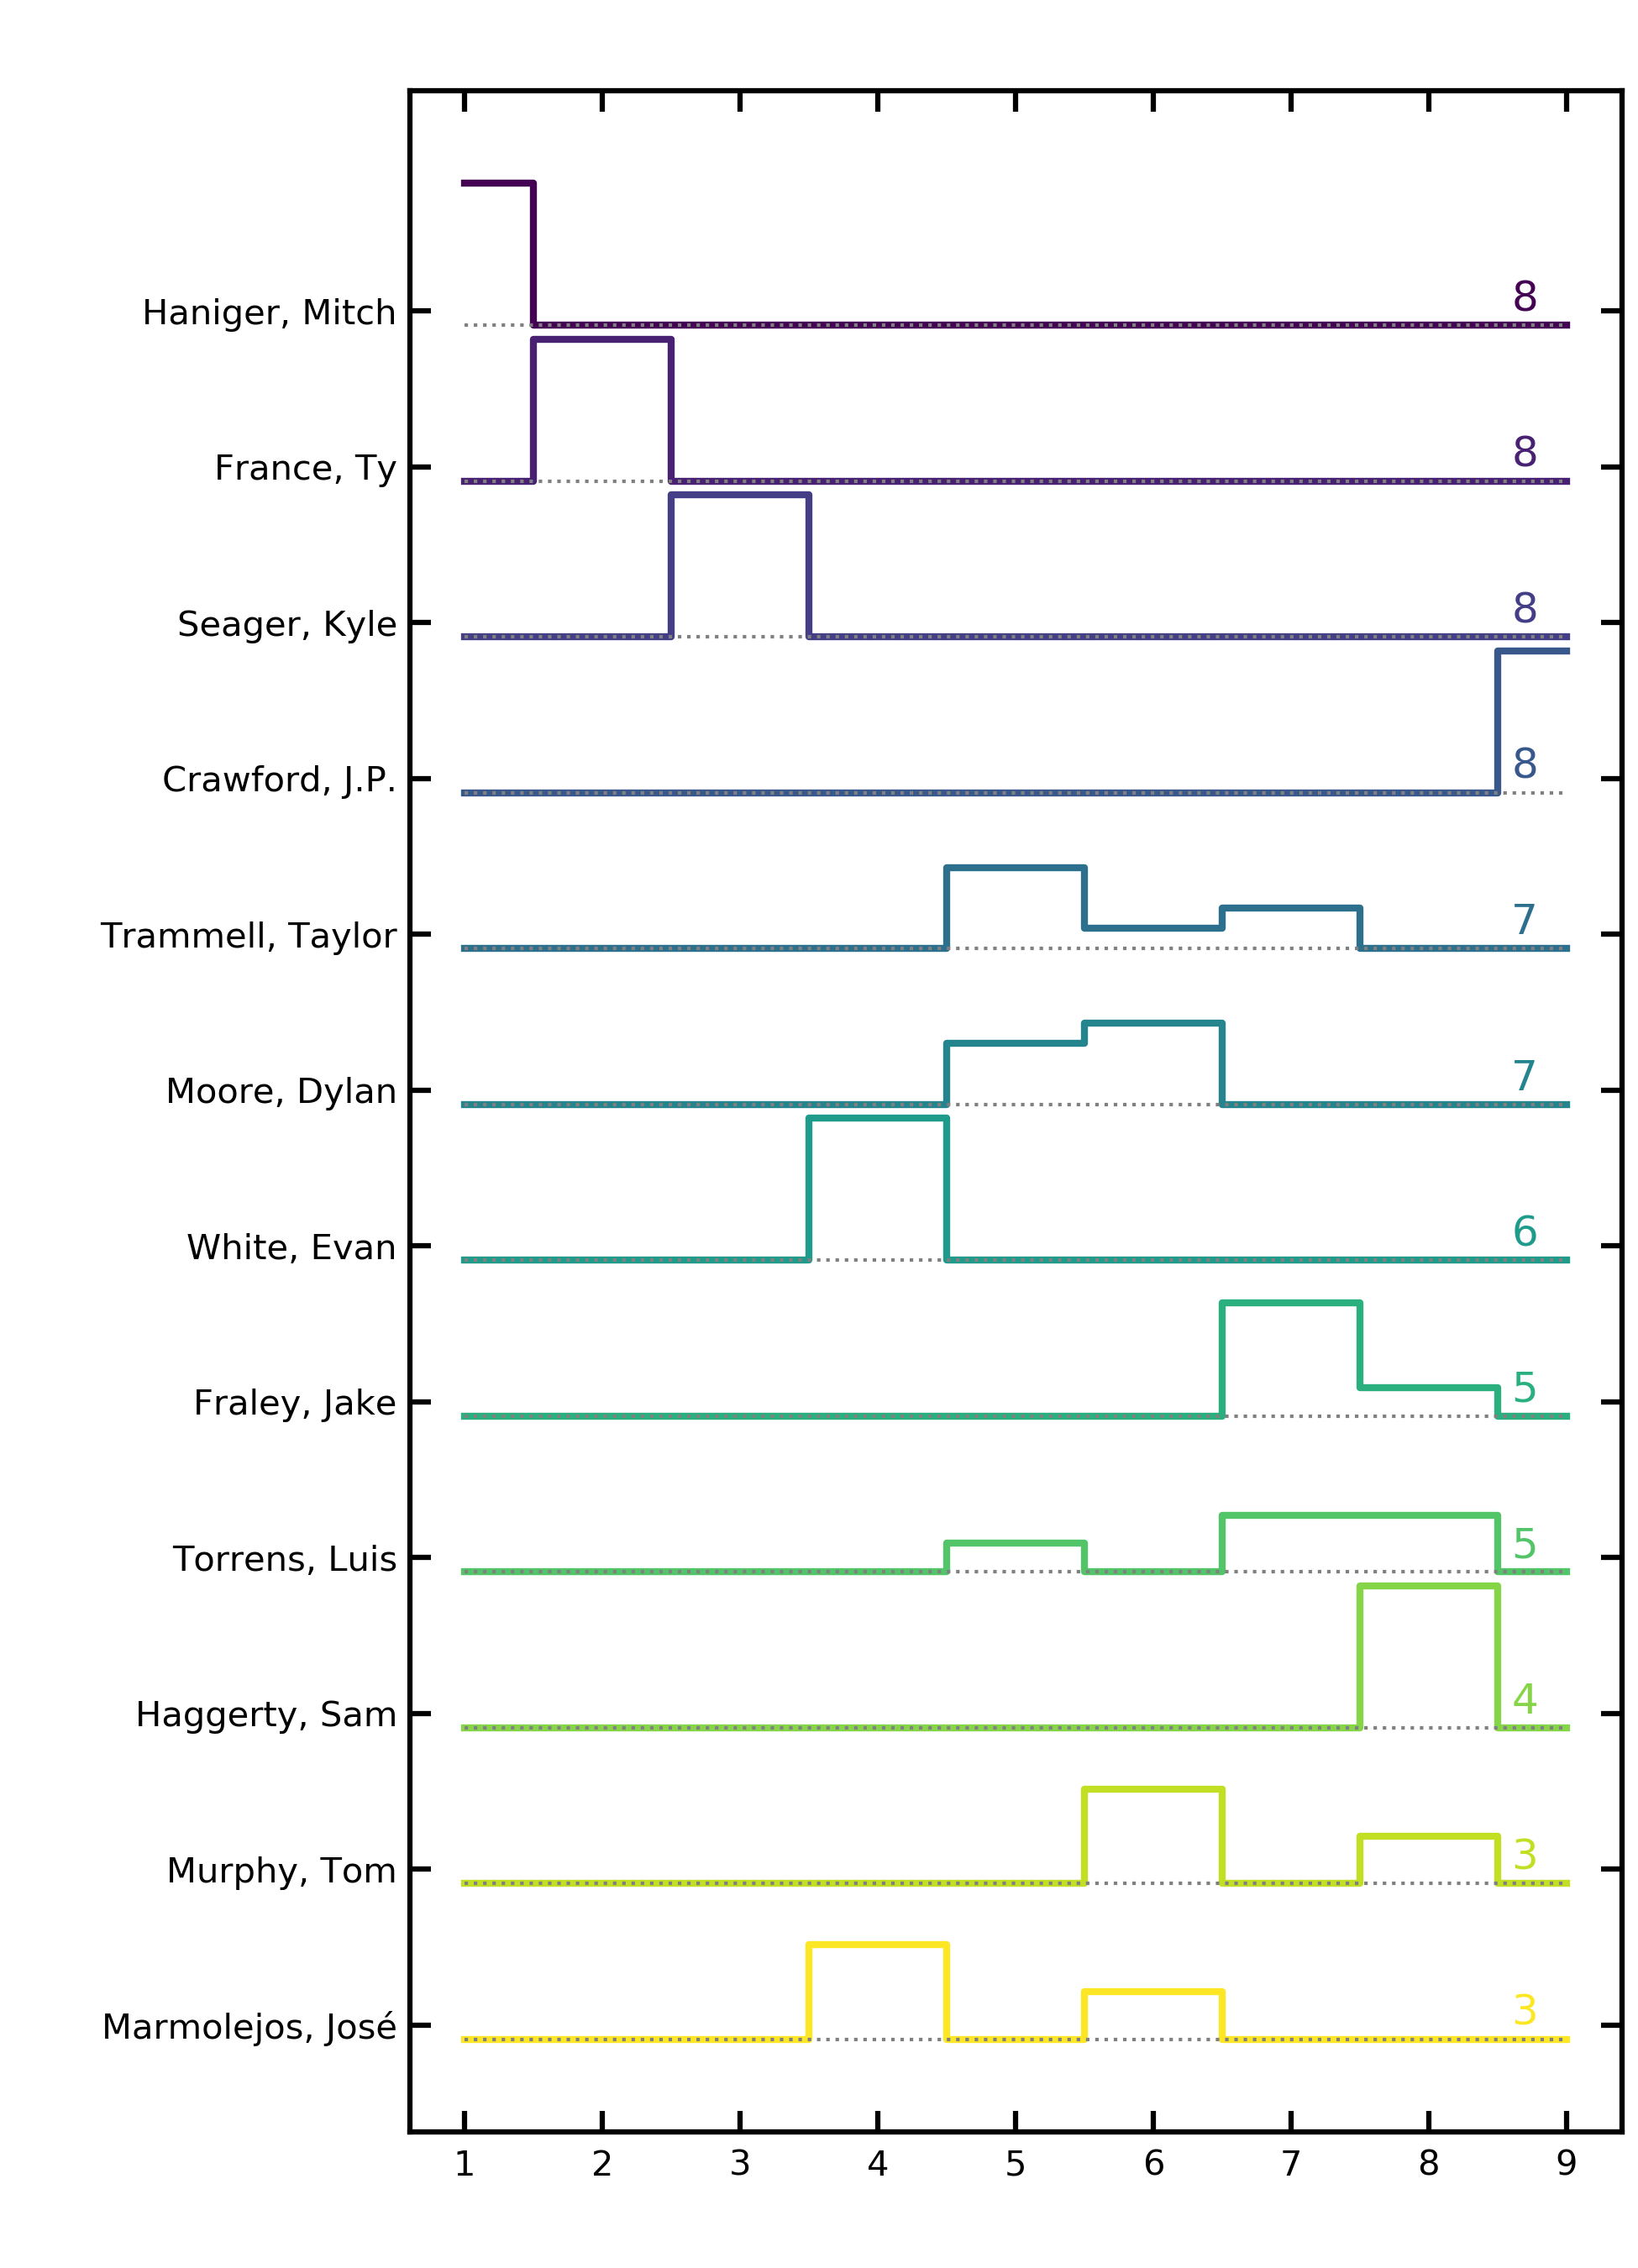 Haniger, Mitch 8
France, Ty 8
Seager, Kyle 8
Crawford, J.P. 8
Trammell, Taylor 7
Moore, Dylan 7
White, Evan 6
Fraley, Jake 5
Torrens, Luis 5
Haggerty, Sam 4
Murphy, Tom 3
Marmolejos, José 3
1 2 3 4 5 6 7 8 9